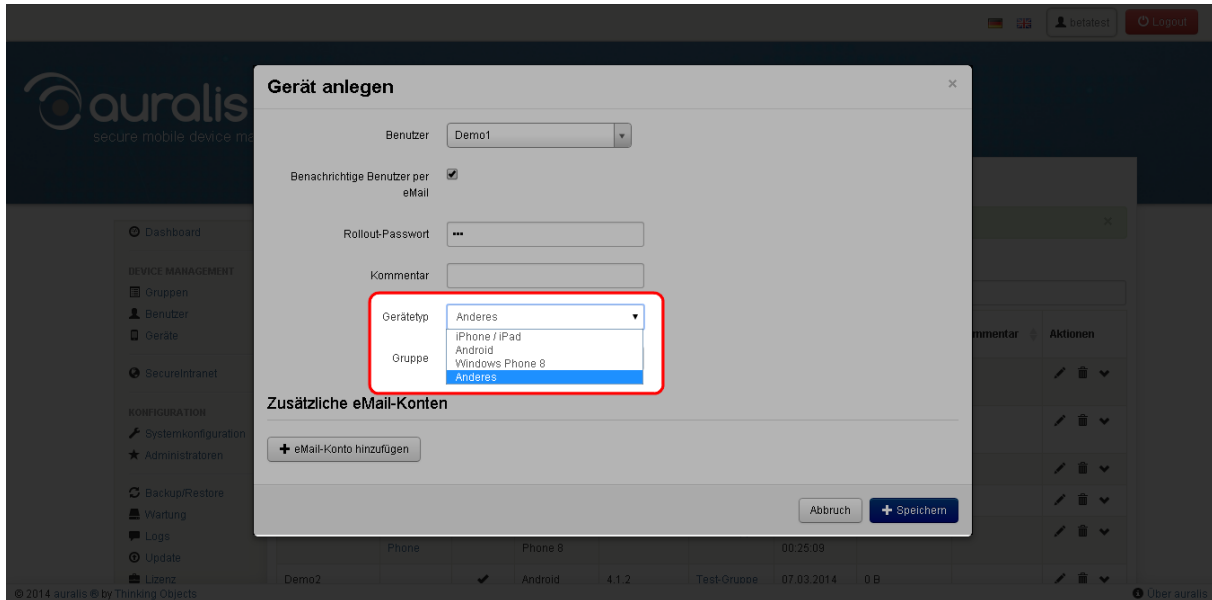 betatest
Logout
auralis
secure mobile device ma
Gerät anlegen
×
Benutzer
Demo1
Benachrichtige Benutzer per
eMail
Rollout-Passwort
•••
Kommentar
Gerätetyp
Anderes
iPhone / iPad
Android
Windows Phone 8
Anderes
Gruppe
Zusätzliche eMail-Konten
eMail-Konto hinzufügen
Abbruch
Speichern
Dashboard
DEVICE MANAGEMENT
Gruppen
Benutzer
Geräte
SecureIntranet
KONFIGURATION
Systemkonfiguration
Administratoren
Backup/Restore
Wartung
Logs
Update
Lizenz
×
mmentar
Aktionen
Phone
Phone 8
00:25:09
Demo2
Android
4.1.2
Test-Gruppe
07.03.2014
0 B
© 2014 auralis ® by Thinking Objects
Über auralis